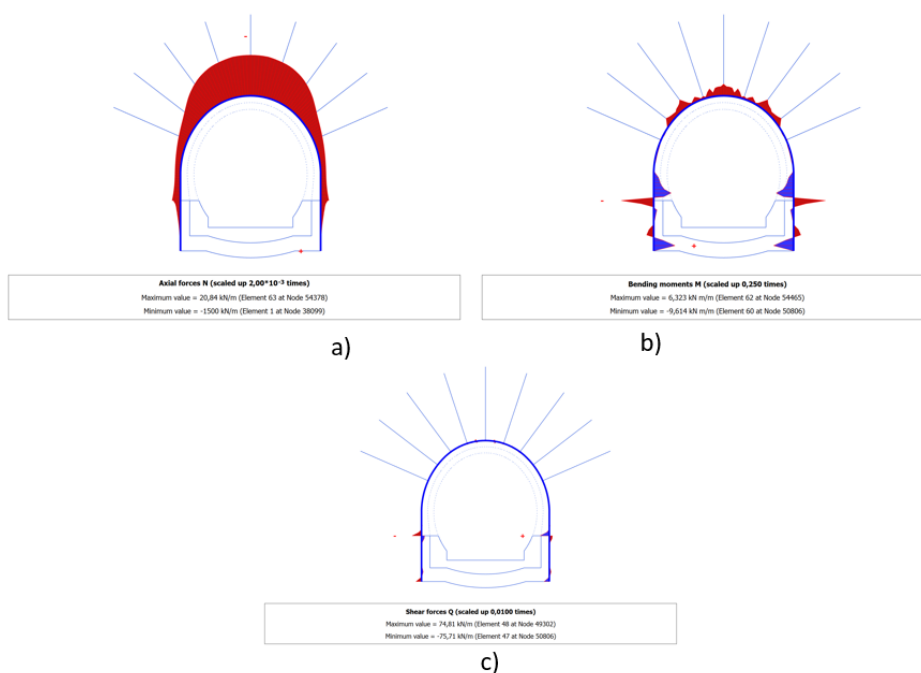 Axial forces N (scaled up 2,00*10⁻³ times)
Maximum value = 20,84 kN/m (Element 63 at Node 54378)
Minimum value = -1500 kN/m (Element 1 at Node 38099)
a)
Bending moments M (scaled up 0,250 times)
Maximum value = 6,323 kN m/m (Element 62 at Node 54465)
Minimum value = -9,614 kN m/m (Element 60 at Node 50806)
b)
Shear forces Q (scaled up 0,0100 times)
Maximum value = 74,81 kN/m (Element 48 at Node 49302)
Minimum value = -75,71 kN/m (Element 47 at Node 50806)
c)